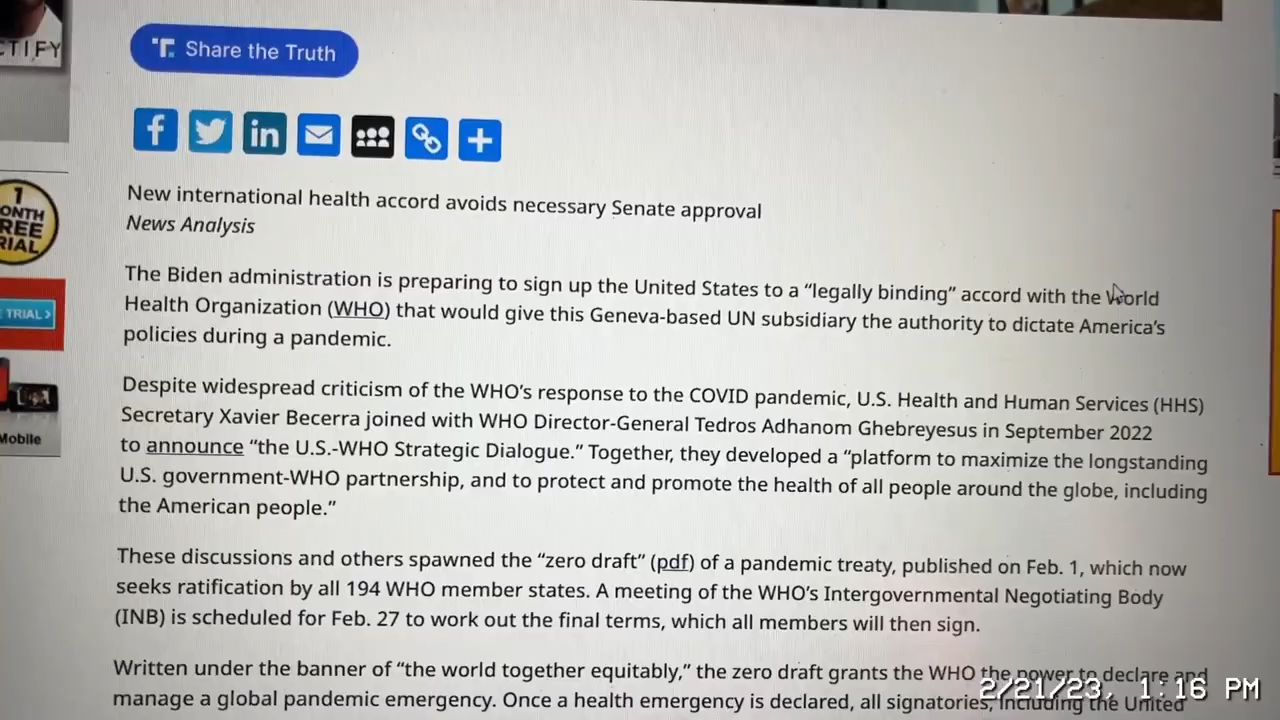 CTIFY
Share the Truth
New international health accord avoids necessary Senate approval
News Analysis
1
ONTH
REE
RIAL
The Biden administration is preparing to sign up the United States to a “legally binding” accord with the World
Health Organization (WHO) that would give this Geneva-based UN subsidiary the authority to dictate America’s
policies during a pandemic.
TRIAL>
Despite widespread criticism of the WHO’s response to the COVID pandemic, U.S. Health and Human Services (HHS)
Secretary Xavier Becerra joined with WHO Director-General Tedros Adhanom Ghebreyesus in September 2022
to announce “the U.S.-WHO Strategic Dialogue.” Together, they developed a “platform to maximize the longstanding
U.S. government-WHO partnership, and to protect and promote the health of all people around the globe, including
the American people.”
Mobile
These discussions and others spawned the “zero draft” (pdf) of a pandemic treaty, published on Feb. 1, which now
seeks ratification by all 194 WHO member states. A meeting of the WHO’s Intergovernmental Negotiating Body
(INB) is scheduled for Feb. 27 to work out the final terms, which all members will then sign.
Written under the banner of “the world together equitably,” the zero draft grants the WHO the power to declare and
manage a global pandemic emergency. Once a health emergency is declared, all signatories, including the United
2/21/23, 1:16 PM